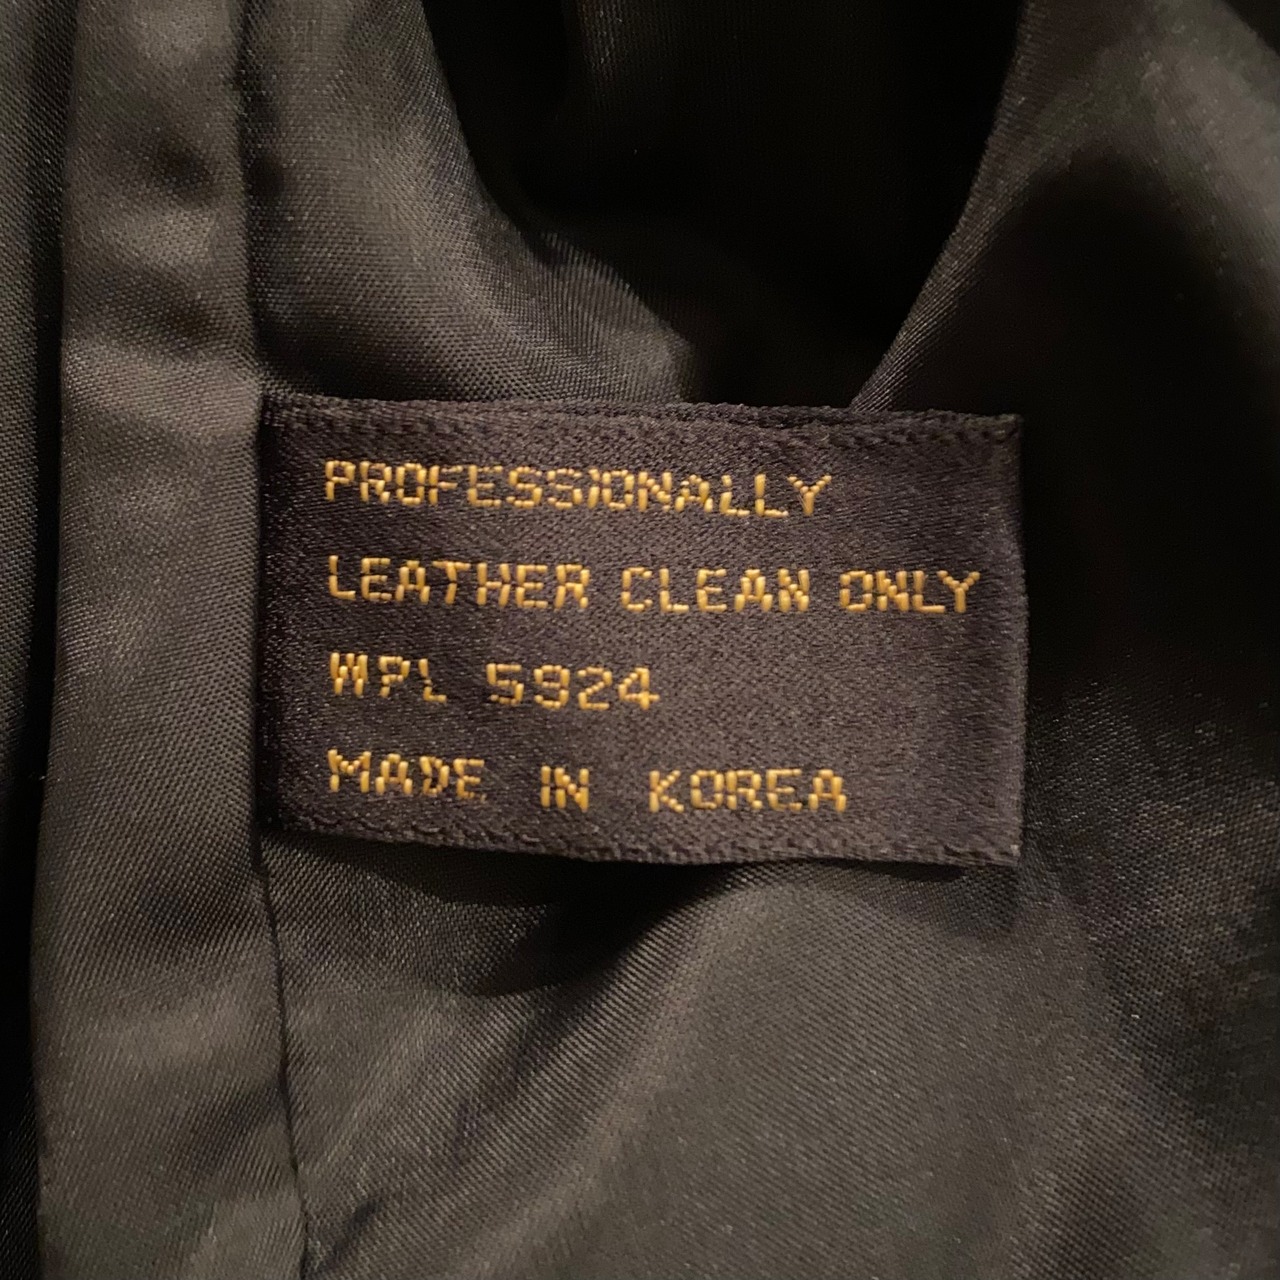 PROFESSIONALLY
LEATHER CLEAN ONLY
WPL 5924
MADE IN KOREA